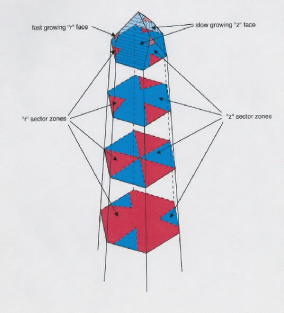 fast growing "r" face
slow growing "z" face
"r" sector zones
"z" sector zones